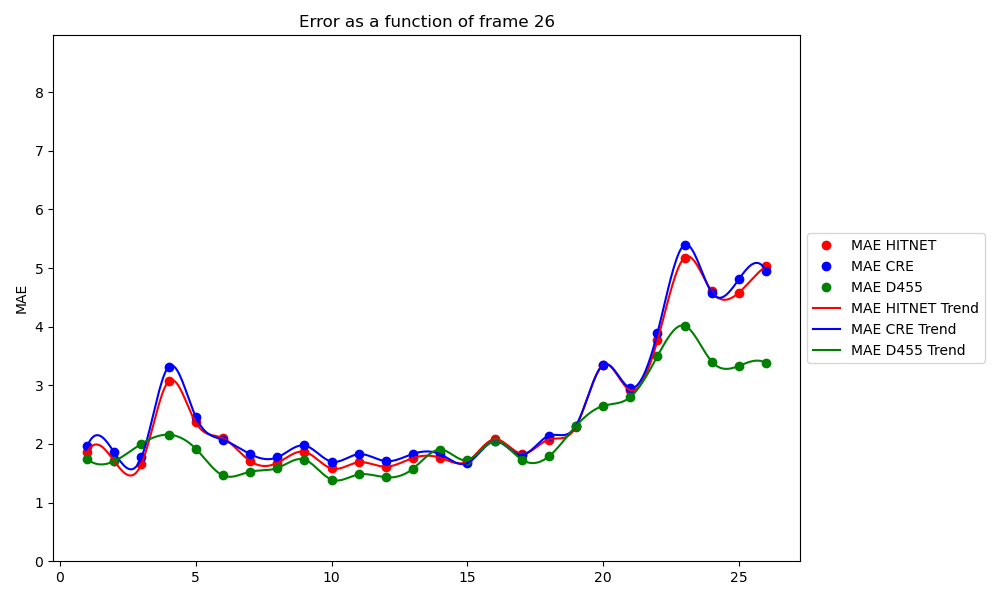 Error as a function of frame 26
MAE
8
7
6
5
4
3
2
1
0
0 5 10 15 20 25
MAE HITNET
MAE CRE
MAE D455
MAE HITNET Trend
MAE CRE Trend
MAE D455 Trend